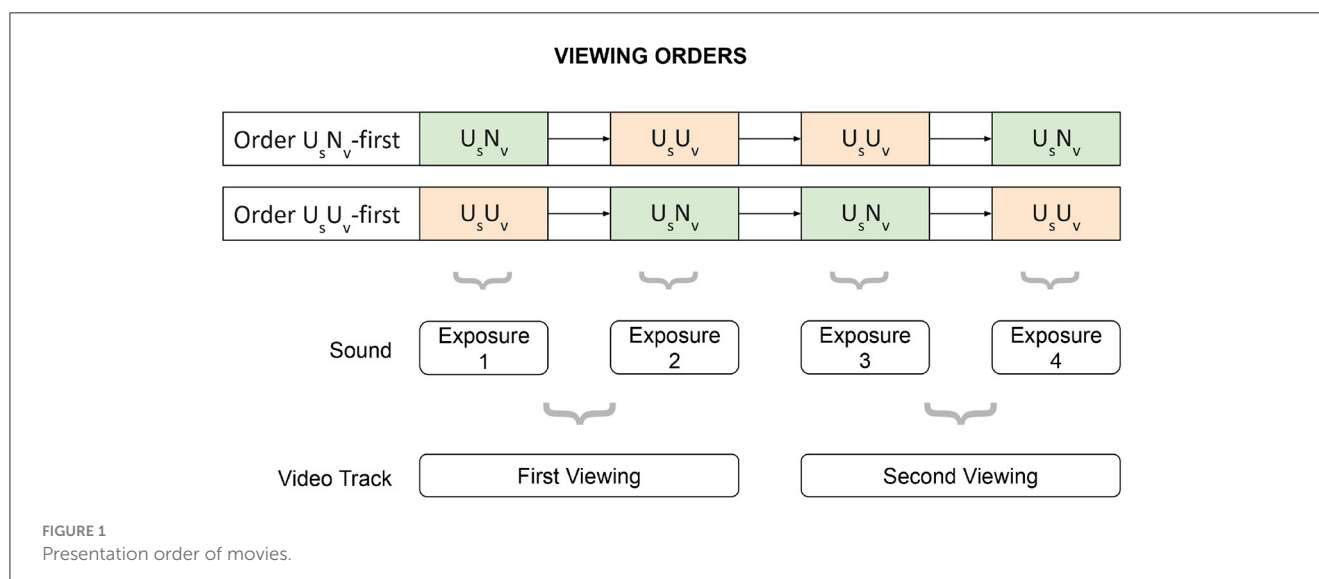 VIEWING ORDERS
Order UₛNᵥ-first UₛNᵥ UₛUᵥ UₛUᵥ UₛNᵥ
Order UₛUᵥ-first UₛUᵥ UₛNᵥ UₛNᵥ UₛUᵥ
Sound Exposure 1 Exposure 2 Exposure 3 Exposure 4
Video Track First Viewing Second Viewing
FIGURE 1
Presentation order of movies.